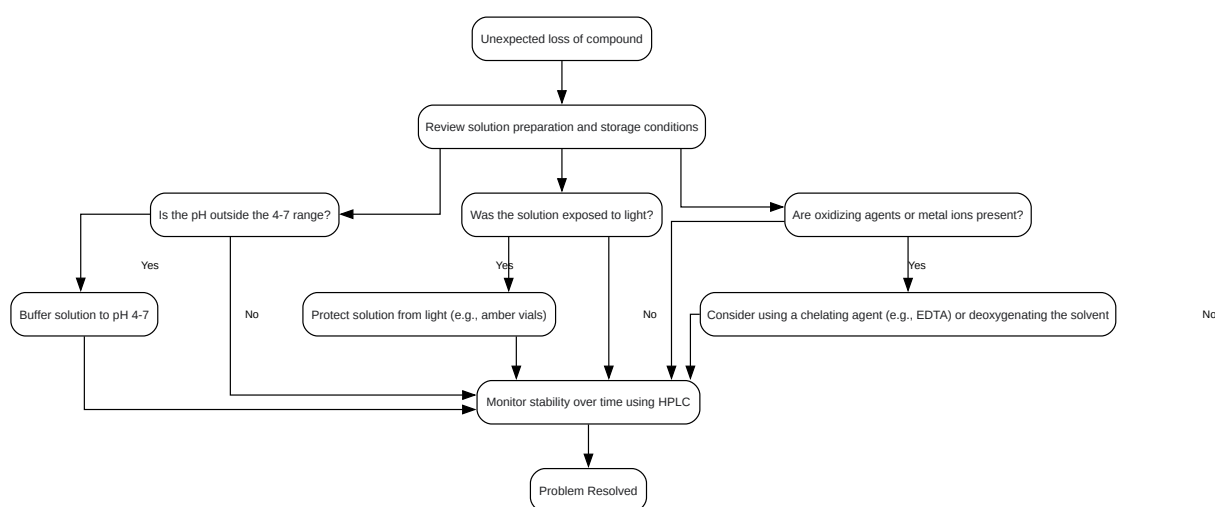 Unexpected loss of compound
Review solution preparation and storage conditions
Is the pH outside the 4-7 range?
Was the solution exposed to light?
Are oxidizing agents or metal ions present?
Yes
Yes
Yes
Buffer solution to pH 4-7
No
Protect solution from light (e.g., amber vials)
No
Consider using a chelating agent (e.g., EDTA) or deoxygenating the solvent
No
Monitor stability over time using HPLC
Problem Resolved